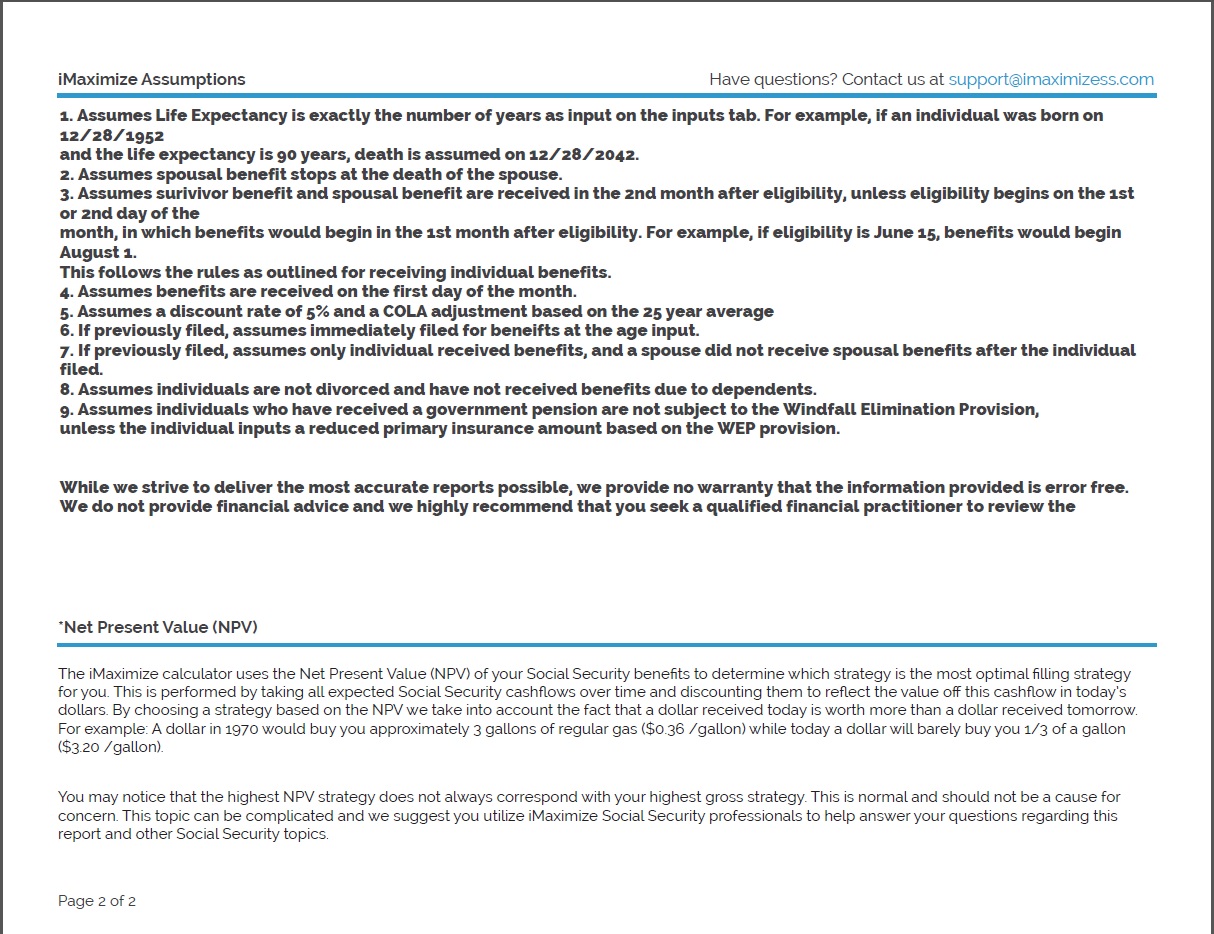 iMaximize Assumptions
Have questions? Contact us at support@imaximizess.com
1. Assumes Life Expectancy is exactly the number of years as input on the inputs tab. For example, if an individual was born on
12/28/1952
and the life expectancy is 90 years, death is assumed on 12/28/2042.
2. Assumes spousal benefit stops at the death of the spouse.
3. Assumes surivivor benefit and spousal benefit are received in the 2nd month after eligibility, unless eligibility begins on the 1st
or 2nd day of the
month, in which benefits would begin in the 1st month after eligibility. For example, if eligibility is June 15, benefits would begin
August 1.
This follows the rules as outlined for receiving individual benefits.
4. Assumes benefits are received on the first day of the month.
5. Assumes a discount rate of 5% and a COLA adjustment based on the 25 year average
6. If previously filed, assumes immediately filed for beneifts at the age input.
7. If previously filed, assumes only individual received benefits, and a spouse did not receive spousal benefits after the individual
filed.
8. Assumes individuals are not divorced and have not received benefits due to dependents.
9. Assumes individuals who have received a government pension are not subject to the Windfall Elimination Provision,
unless the individual inputs a reduced primary insurance amount based on the WEP provision.
While we strive to deliver the most accurate reports possible, we provide no warranty that the information provided is error free.
We do not provide financial advice and we highly recommend that you seek a qualified financial practitioner to review the
*Net Present Value (NPV)
The iMaximize calculator uses the Net Present Value (NPV) of your Social Security benefits to determine which strategy is the most optimal filling strategy
for you. This is performed by taking all expected Social Security cashflows over time and discounting them to reflect the value off this cashflow in today's
dollars. By choosing a strategy based on the NPV we take into account the fact that a dollar received today is worth more than a dollar received tomorrow.
For example: A dollar in 1970 would buy you approximately 3 gallons of regular gas ($0.36 /gallon) while today a dollar will barely buy you 1/3 of a gallon
($3.20 /gallon).
You may notice that the highest NPV strategy does not always correspond with your highest gross strategy. This is normal and should not be a cause for
concern. This topic can be complicated and we suggest you utilize iMaximize Social Security professionals to help answer your questions regarding this
report and other Social Security topics.
Page 2 of 2